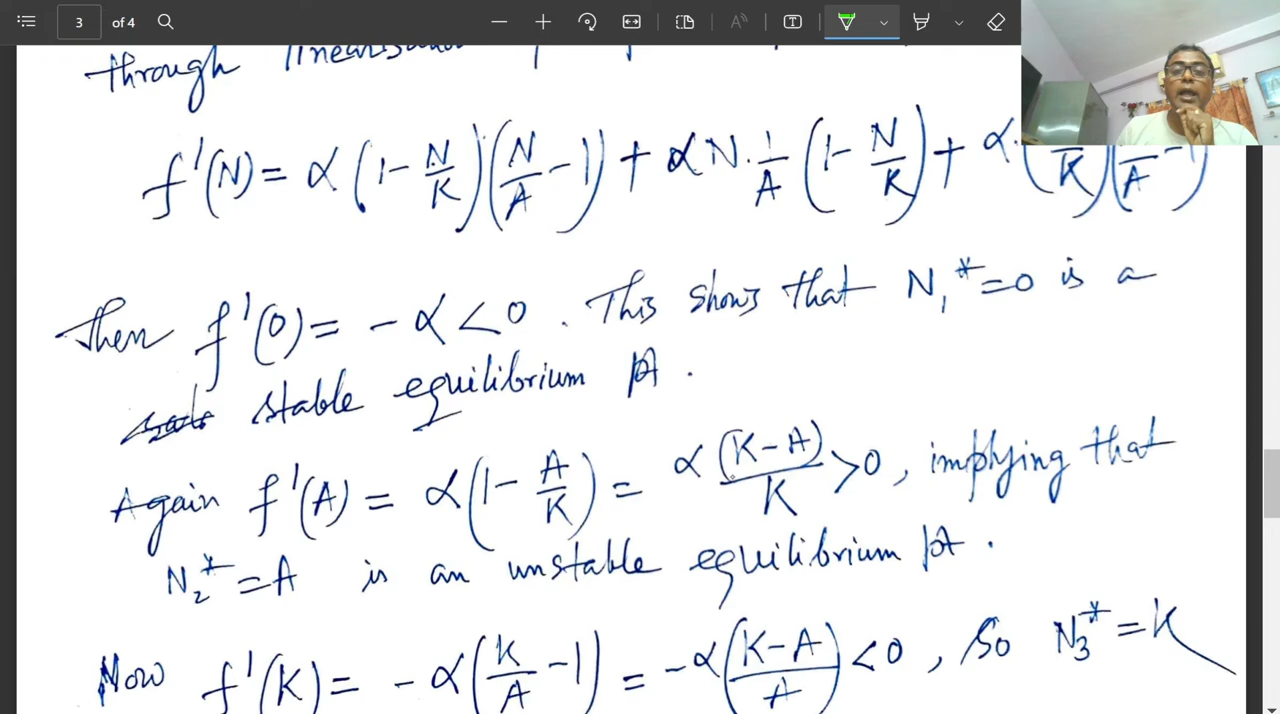 3 of 4
through
f'(N) = α (1 - N/K)(N/A - 1) + αN · 1/A (1 - N/K) + α
Then f'(0) = - α < 0 . This shows that N₁* = 0 is a
stable equilibrium pt .
Again f'(A) = α (1 - A/K) = α (K - A)/K > 0 , implying that
N₂* = A is an unstable equilibrium pt .
Now f'(K) = - α (K/A - 1) = - α (K - A)/A < 0 , so N₃* = K